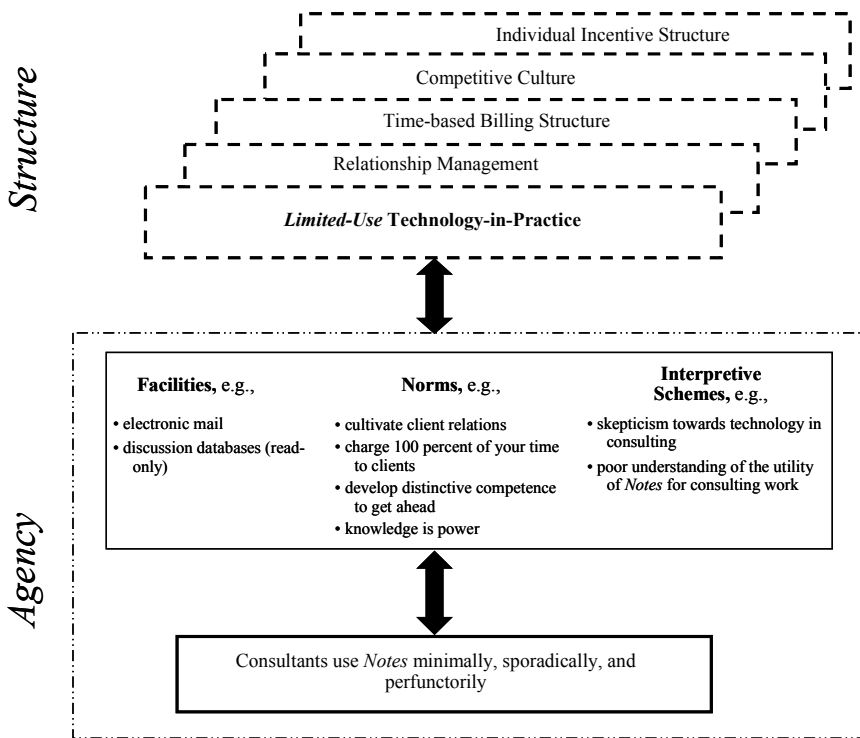 Structure
Individual Incentive Structure
Competitive Culture
Time-based Billing Structure
Relationship Management
Limited-Use Technology-in-Practice
Agency
Facilities, e.g.,
• electronic mail
• discussion databases (read-
only)
Norms, e.g.,
• cultivate client relations
• charge 100 percent of your time
to clients
• develop distinctive competence
to get ahead
• knowledge is power
Interpretive
Schemes, e.g.,
• skepticism towards technology in
consulting
• poor understanding of the utility
of Notes for consulting work
Consultants use Notes minimally, sporadically, and
perfunctorily